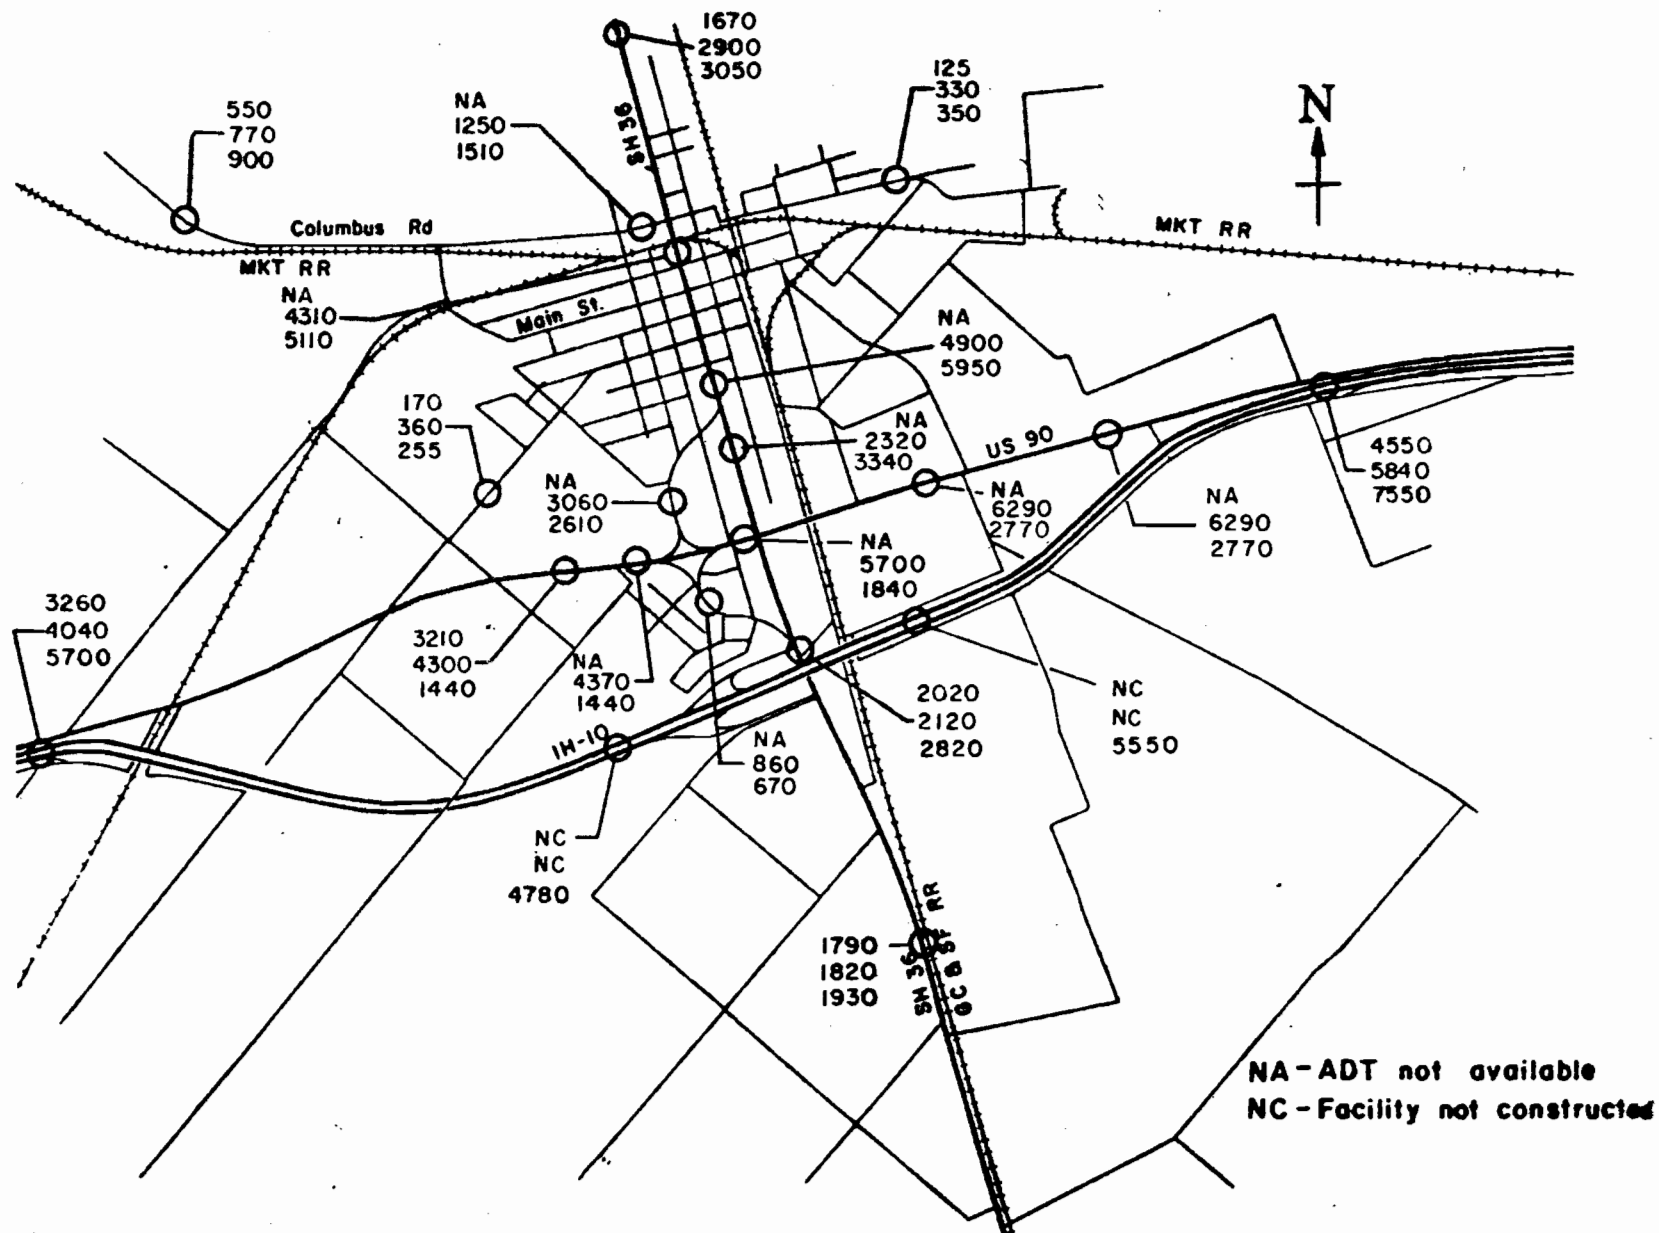 1670
2900
3050
SH 36
125
330
350
N
550
770
900
NA
1250
1510
Columbus Rd
MKT RR
MKT RR
NA
4310
5110
Main St.
NA
4900
5950
170
360
255
NA
2320
3340
US 90
4550
5840
7550
NA
3060
2610
NA
6290
2770
NA
6290
2770
NA
5700
1840
3260
4040
5700
3210
4300
1440
NA
4370
1440
2020
2120
2820
NC
NC
5550
IH-10
NA
860
670
NC
NC
4780
1790
1820
1930
SH 36
GC & SF RR
NA-ADT not available
NC-Facility not constructed